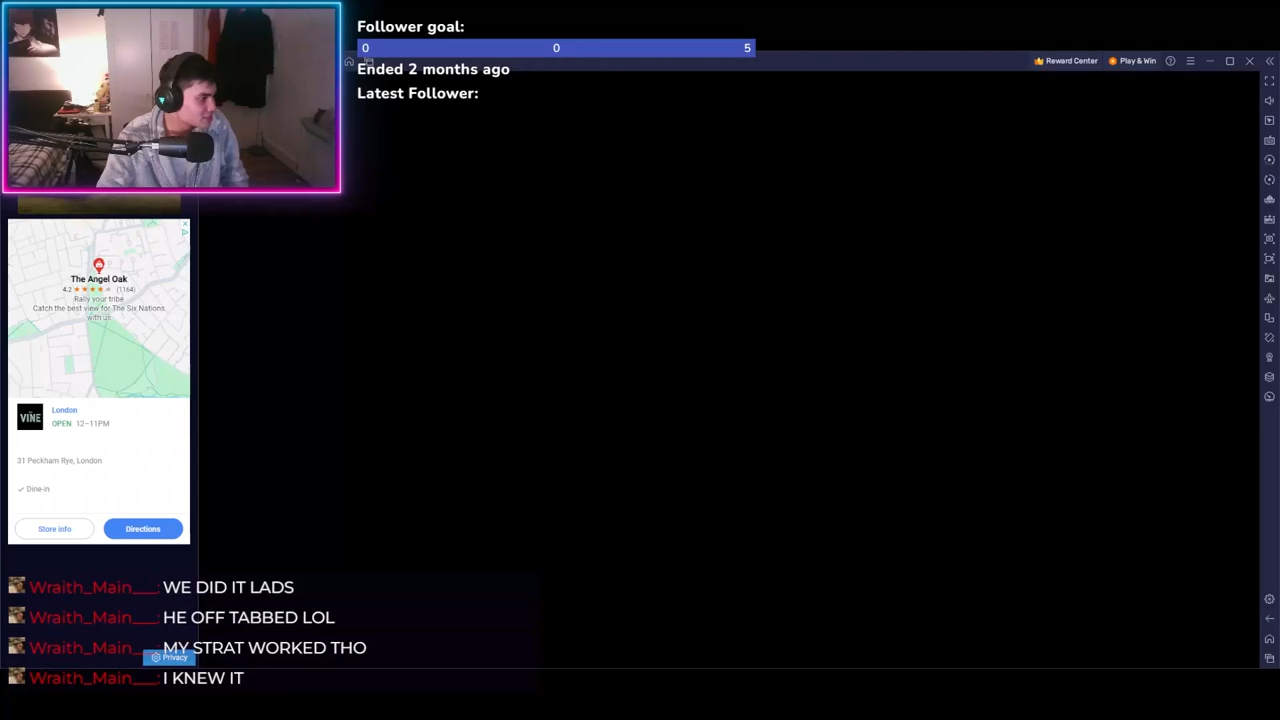 Follower goal:
0 0 5
Ended 2 months ago
Latest Follower:
Reward Center
Play & Win
The Angel Oak
4.2 ★★★★★ (1164)
Rally your tribe
Catch the best view for The Six Nations
with us
VINE
London
OPEN 12–11PM
31 Peckham Rye, London
✓ Dine-in
Store info
Directions
Wraith_Main___: WE DID IT LADS
Wraith_Main___: HE OFF TABBED LOL
Wraith_Main___: MY STRAT WORKED THO
Privacy
Wraith_Main___: I KNEW IT